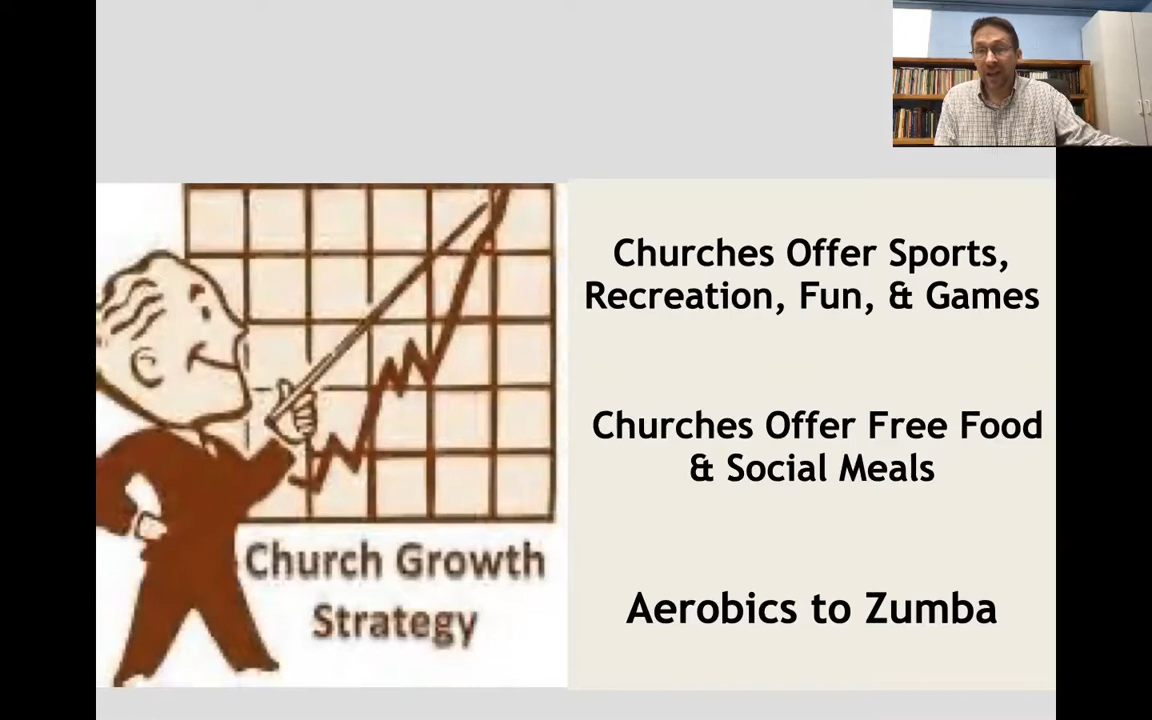 Churches Offer Sports,
Recreation, Fun, & Games
Churches Offer Free Food
& Social Meals
Aerobics to Zumba
Church Growth
Strategy